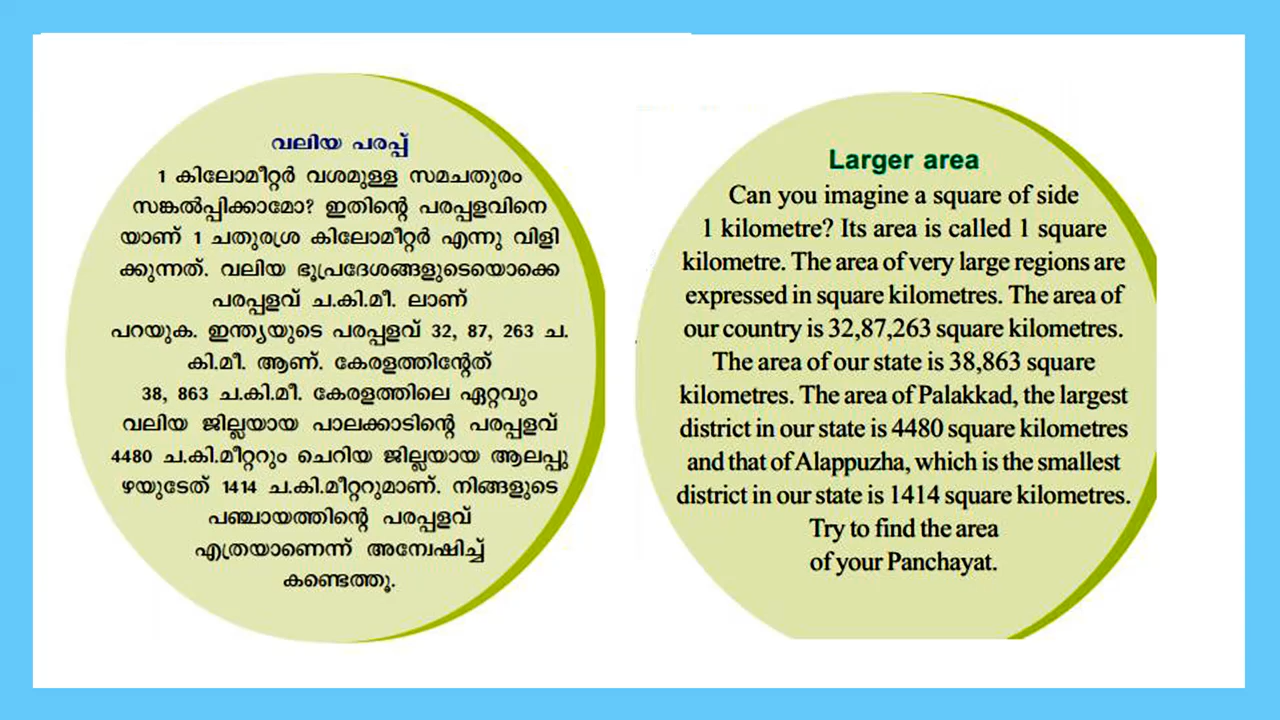 വലിയ പരപ്പ്
1 കിലോമീറ്റർ വശമുള്ള സമചതുരം
സങ്കൽപ്പിക്കാമോ? ഇതിന്റെ പരപ്പളവിനെ
യാണ് 1 ചതുരശ്ര കിലോമീറ്റർ എന്നു വിളി
ക്കുന്നത്. വലിയ ഭൂപ്രദേശങ്ങളുടെയൊക്കെ
പരപ്പളവ് ച.കി.മീ. ലാണ്
പറയുക. ഇന്ത്യയുടെ പരപ്പളവ് 32, 87, 263 ച.
കി.മീ. ആണ്. കേരളത്തിന്റേത്
38, 863 ച.കി.മീ. കേരളത്തിലെ ഏറ്റവും
വലിയ ജില്ലയായ പാലക്കാടിന്റെ പരപ്പളവ്
4480 ച.കി.മീറ്ററും ചെറിയ ജില്ലയായ ആലപ്പു
ഴയുടേത് 1414 ച.കി.മീറ്ററുമാണ്. നിങ്ങളുടെ
പഞ്ചായത്തിന്റെ പരപ്പളവ്
എത്രയാണെന്ന് അന്വേഷിച്ച്
കണ്ടെത്തൂ.
Larger area
Can you imagine a square of side
1 kilometre? Its area is called 1 square
kilometre. The area of very large regions are
expressed in square kilometres. The area of
our country is 32,87,263 square kilometres.
The area of our state is 38,863 square
kilometres. The area of Palakkad, the largest
district in our state is 4480 square kilometres
and that of Alappuzha, which is the smallest
district in our state is 1414 square kilometres.
Try to find the area
of your Panchayat.